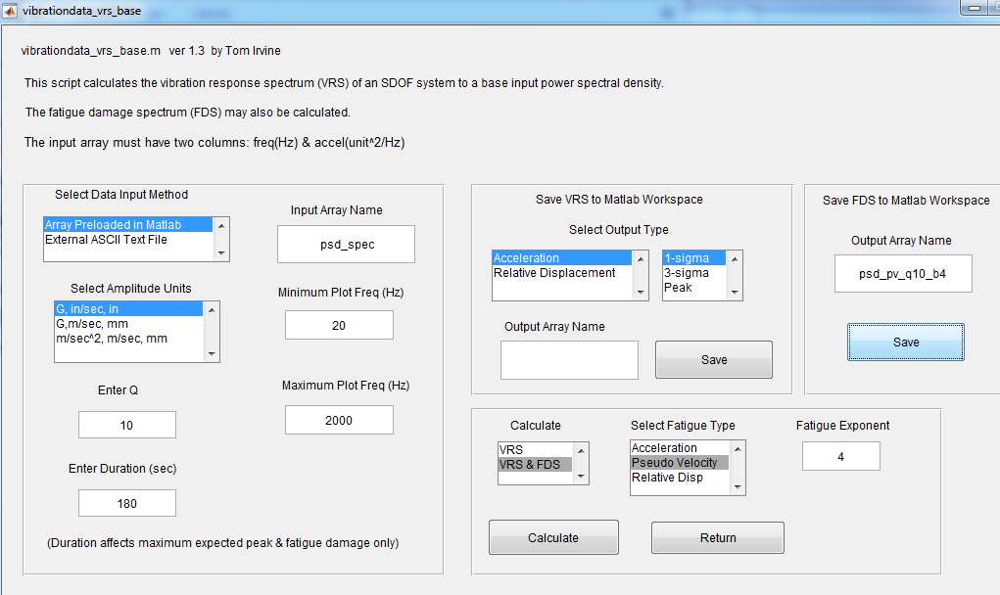 vibrationdata_vrs_base
vibrationdata_vrs_base.m ver 1.3 by Tom Irvine
This script calculates the vibration response spectrum (VRS) of an SDOF system to a base input power spectral density.
The fatigue damage spectrum (FDS) may also be calculated.
The input array must have two columns: freq(Hz) & accel(unit^2/Hz)
Select Data Input Method
Array Preloaded in Matlab
External ASCII Text File
Input Array Name
psd_spec
Select Amplitude Units
G, in/sec, in
G,m/sec, mm
m/sec^2, m/sec, mm
Minimum Plot Freq (Hz)
20
Enter Q
10
Maximum Plot Freq (Hz)
2000
Enter Duration (sec)
180
(Duration affects maximum expected peak & fatigue damage only)
Save VRS to Matlab Workspace
Select Output Type
Acceleration
Relative Displacement
1-sigma
3-sigma
Peak
Output Array Name
Save
Save FDS to Matlab Workspace
Output Array Name
psd_pv_q10_b4
Save
Calculate
VRS
VRS & FDS
Select Fatigue Type
Acceleration
Pseudo Velocity
Relative Disp
Fatigue Exponent
4
Calculate
Return